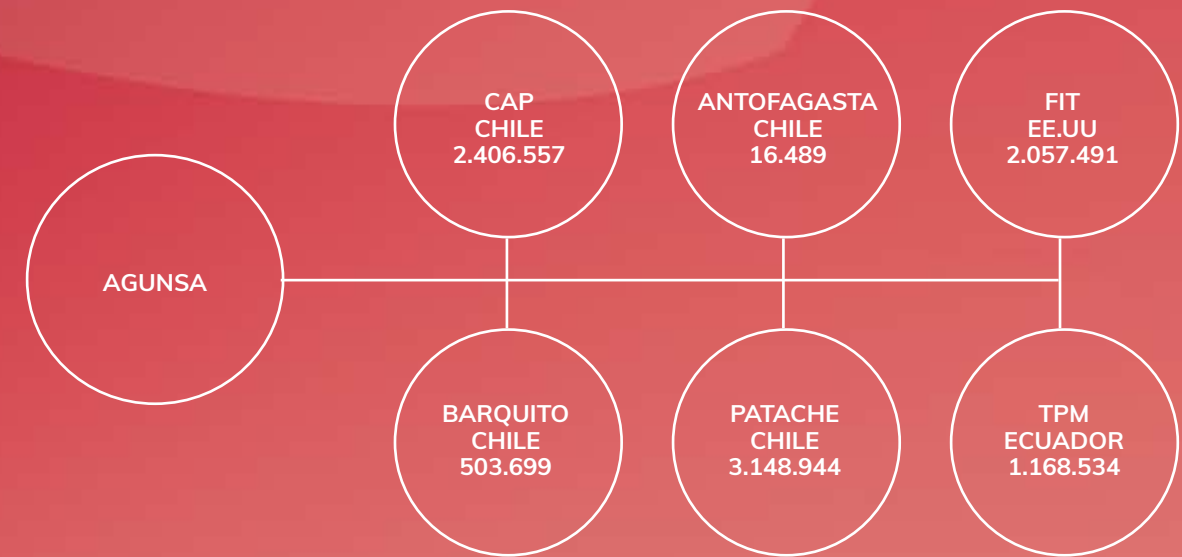 AGUNSA
CAP
CHILE
2.406.557
ANTOFAGASTA
CHILE
16.489
FIT
EE.UU
2.057.491
BARQUITO
CHILE
503.699
PATACHE
CHILE
3.148.944
TPM
ECUADOR
1.168.534